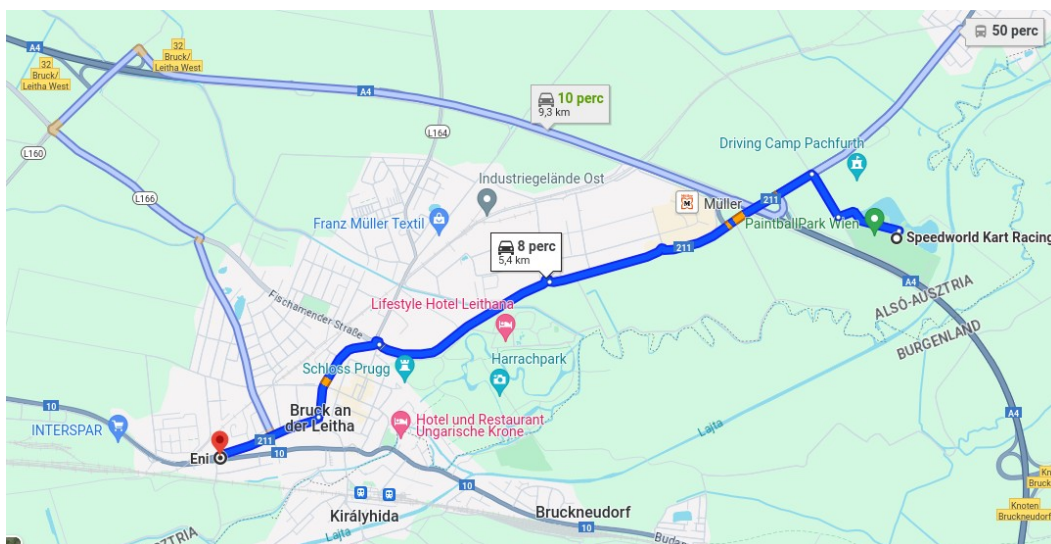 50 perc
32
Bruck/
Leitha West
A4
32
Bruck/
Leitha West
A4
10 perc
9,3 km
L164
L160
Driving Camp Pachfurth
Industriegelände Ost
L166
Müller
211
Franz Müller Textil
PaintballPark Wien
8 perc
5,4 km
211
Speedworld Kart Racing
A4
ALSÓ-AUSZTRIA
BURGENLAND
Fischamender Straße
Lifestyle Hotel Leithana
Harrachpark
Schloss Prugg
10
Bruck an
der Leitha
Hotel und Restaurant
Ungarische Krone
A4
INTERSPAR
211
Lajta
Eni
10
10
Királyhida
Bruckneudorf
Knoten
Bruckneudorf
10
Lajta